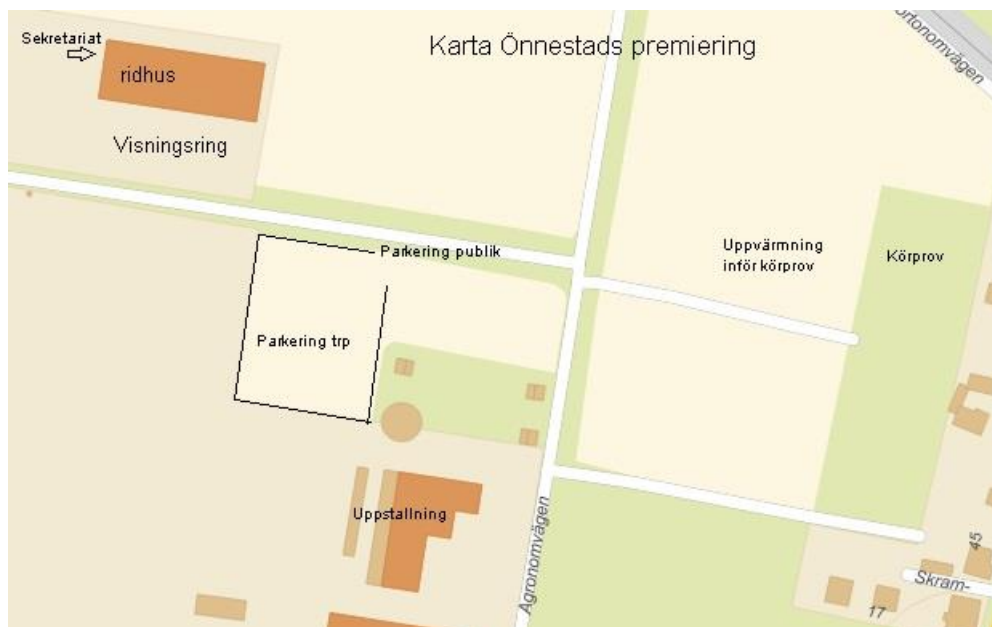 Karta Önnestads premiering
Sekretariat
ridhus
Visningsring
ortonomvägen
Parkering publik
Uppvärmning
inför körprov
Körprov
Parkering trp
Uppstallning
Agronomvägen
45
Skram-
17